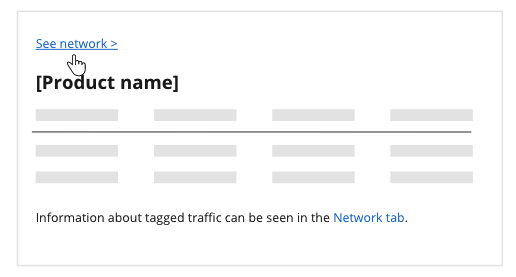 See network >
[Product name]
Information about tagged traffic can be seen in the Network tab.